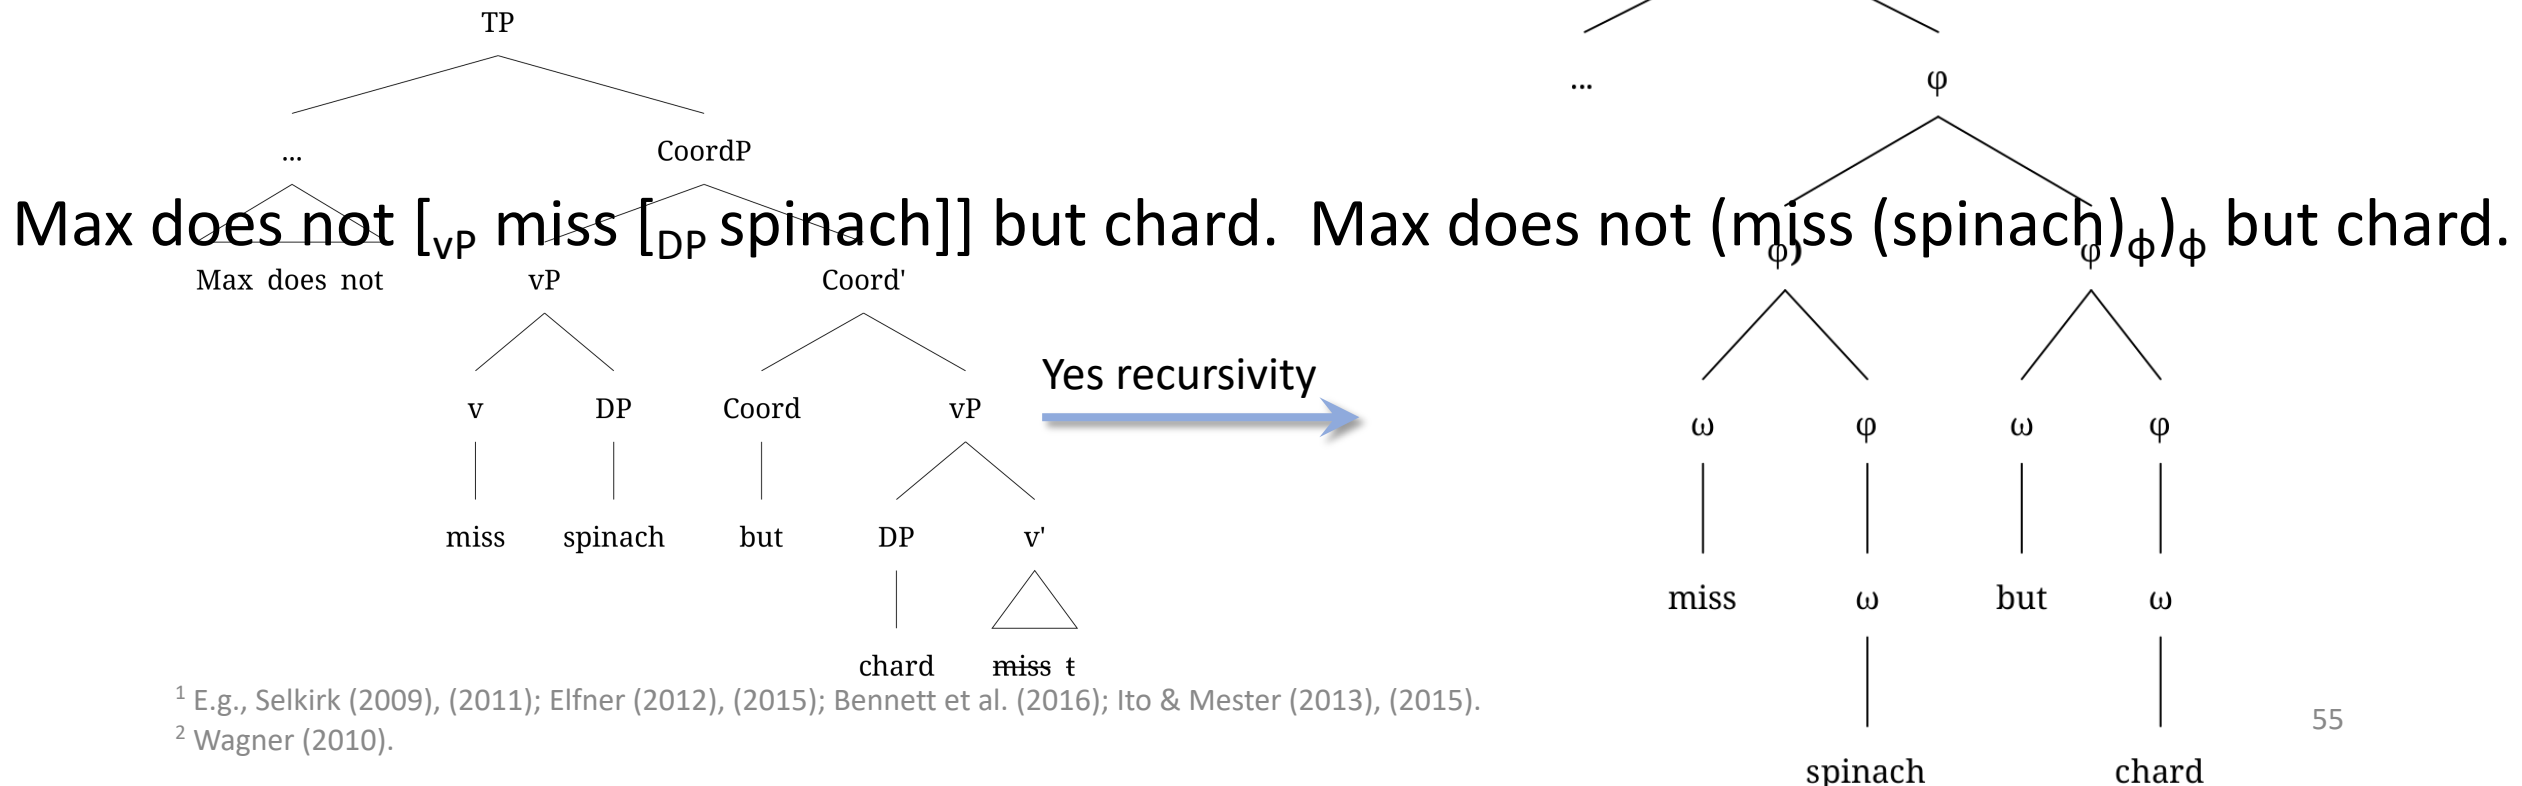 TP
... φ
... CoordP
Max does not [vP miss [DP spinach]] but chard. Max does not (miss (spinach)ϕ)ϕ but chard.
φ) φ
Max does not vP Coord'
Yes recursivity
v DP Coord vP
ω φ ω φ
miss spinach but DP v'
miss ω but ω
chard miss t
spinach chard
1 E.g., Selkirk (2009), (2011); Elfner (2012), (2015); Bennett et al. (2016); Ito & Mester (2013), (2015).
2 Wagner (2010).
55